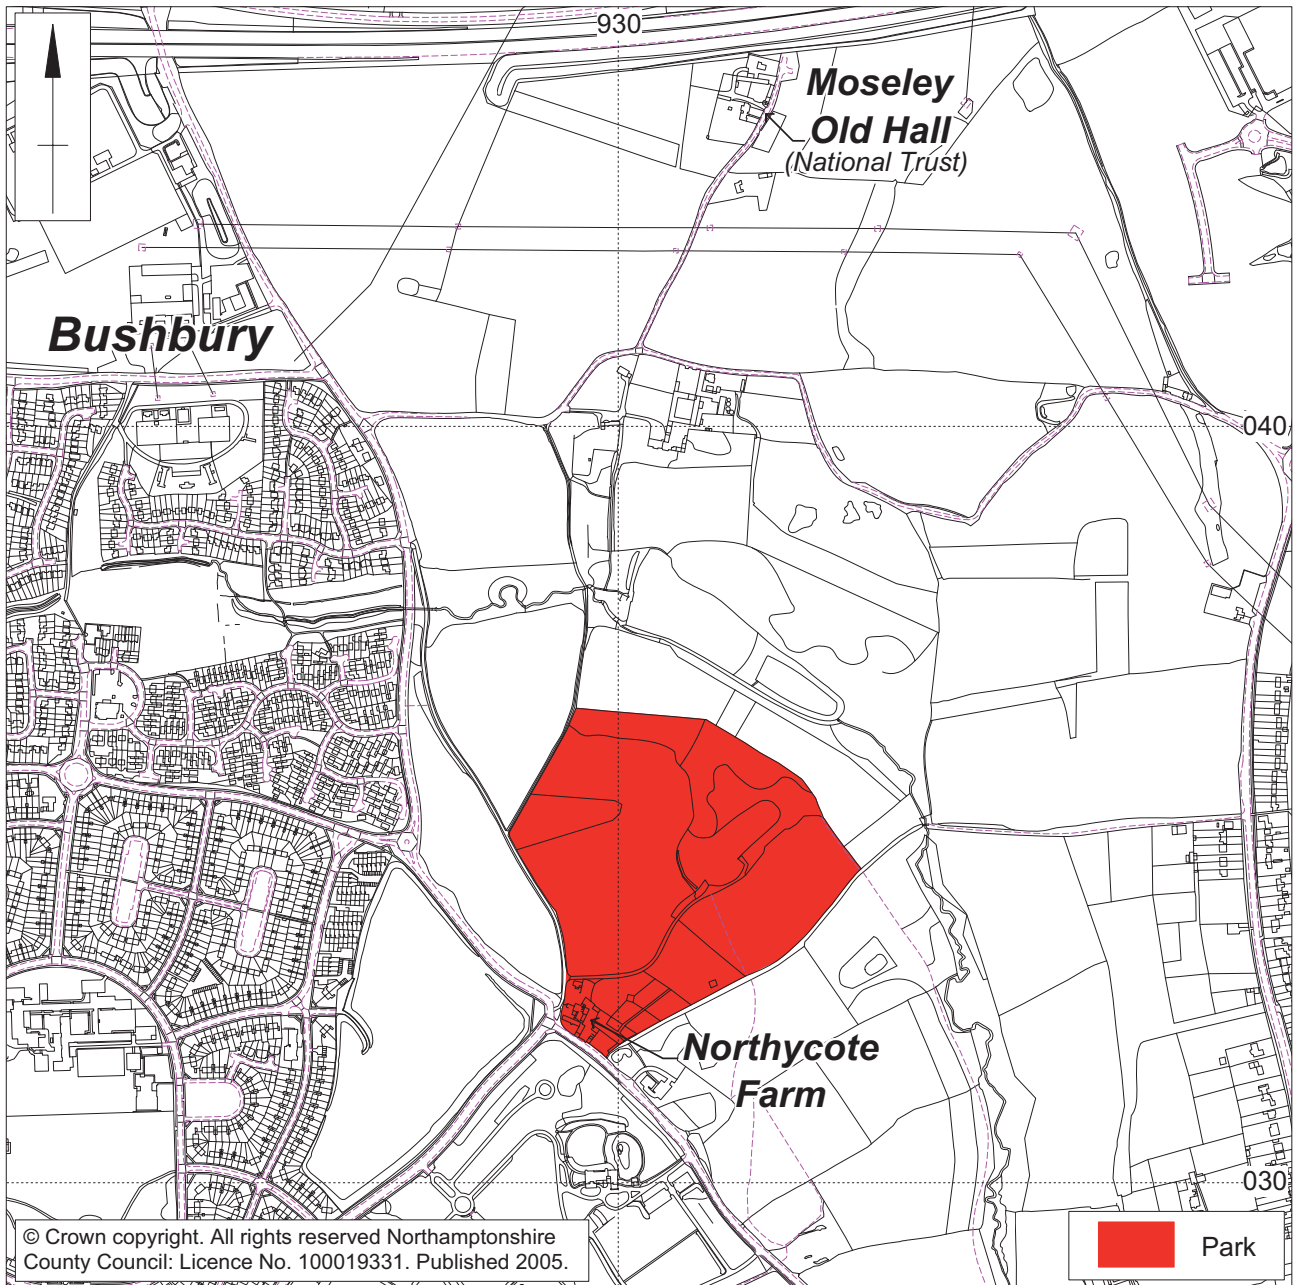 930
Moseley
Old Hall
(National Trust)
Bushbury
040
Northycote
Farm
030
© Crown copyright. All rights reserved Northamptonshire
County Council: Licence No. 100019331. Published 2005.
Park